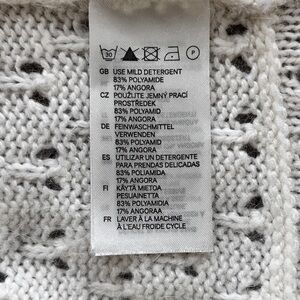 30 P
GB USE MILD DETERGENT
83% POLYAMIDE
17% ANGORA
CZ POUŽIJTE JEMNÝ PRACÍ
PROSTŘEDEK
83% POLYAMID
17% ANGORA
DE FEINWASCHMITTEL
VERWENDEN
83% POLYAMID
17% ANGORA
ES UTILIZAR UN DETERGENTE
PARA PRENDAS DELICADAS
83% POLIAMIDA
17% ANGORA
FI KÄYTÄ MIETOA
PESUAINETTA
83% POLYAMIDIA
17% ANGORAA
FR LAVER À LA MACHINE
À L'EAU FROIDE CYCLE